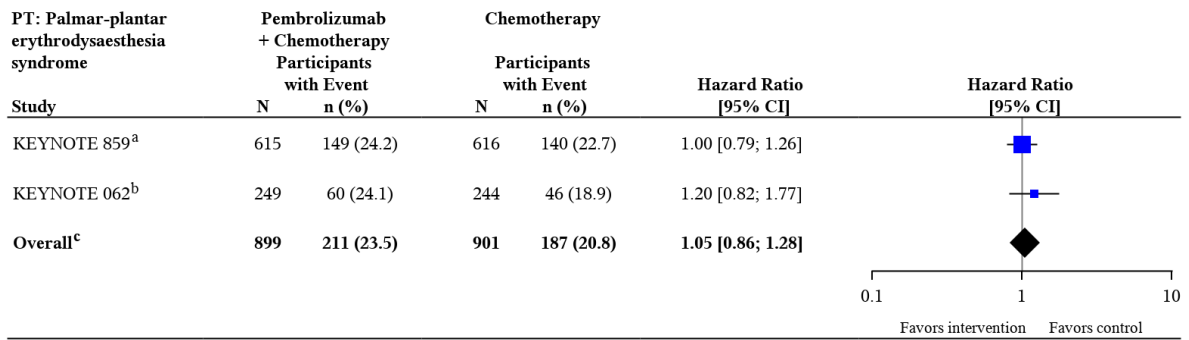 PT: Palmar-plantar erythrodysaesthesia syndrome
Pembrolizumab + Chemotherapy
Chemotherapy
Participants with Event
Participants with Event
Hazard Ratio
Hazard Ratio
Study N n (%) N n (%) [95% CI] [95% CI]
KEYNOTE 859a 615 149 (24.2) 616 140 (22.7) 1.00 [0.79; 1.26]
KEYNOTE 062b 249 60 (24.1) 244 46 (18.9) 1.20 [0.82; 1.77]
Overallc 899 211 (23.5) 901 187 (20.8) 1.05 [0.86; 1.28]
0.1 1 10
Favors intervention Favors control